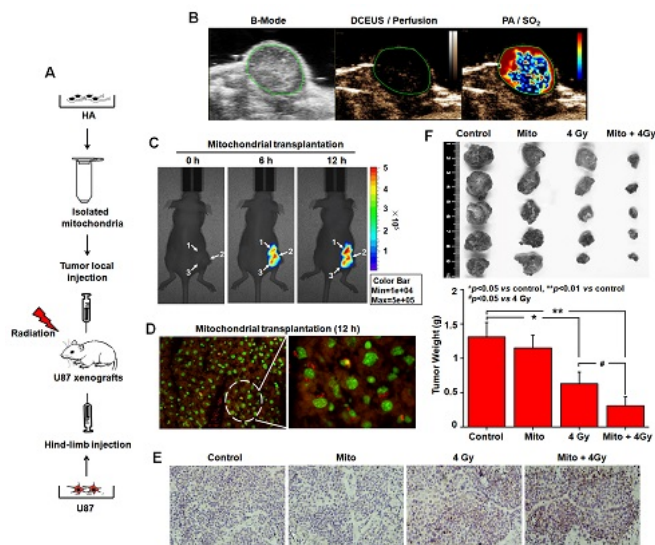 A
HA
Isolated
mitochondria
Tumor local
injection
Radiation
U87 xenografts
Hind-limb injection
U87
B
B-Mode
DCEUS / Perfusion
PA / SO₂
C
Mitochondrial transplantation
0 h
6 h
12 h
1
2
3
1
2
3
1
2
3
5
4
3
2
1
Color Bar
Min=1e+04
Max=5e+05
D
Mitochondrial transplantation (12 h)
E
Control
Mito
4 Gy
Mito + 4Gy
F
Control
Mito
4 Gy
Mito + 4Gy
*p<0.05 vs control, **p<0.01 vs control
#p<0.05 vs 4 Gy
Tumor Weight (g)
2
1.5
1
0.5
0
*
**
#
Control
Mito
4 Gy
Mito + 4Gy